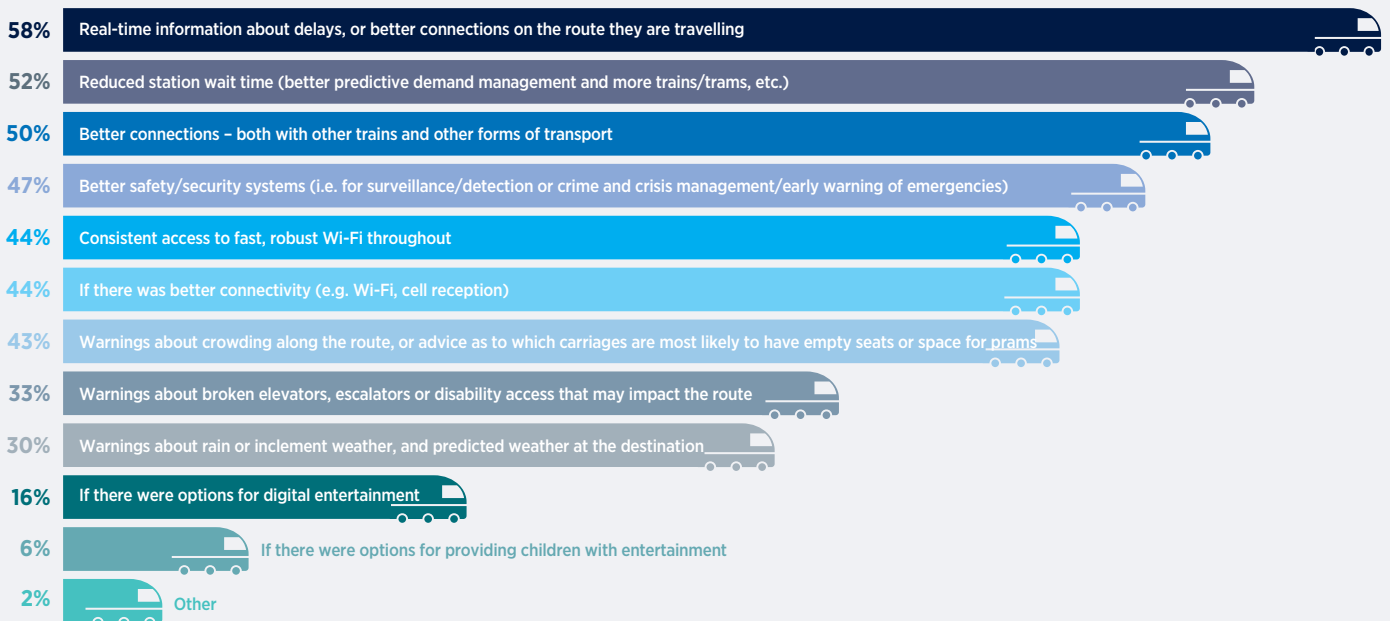 58% Real-time information about delays, or better connections on the route they are travelling
52% Reduced station wait time (better predictive demand management and more trains/trams, etc.)
50% Better connections – both with other trains and other forms of transport
47% Better safety/security systems (i.e. for surveillance/detection or crime and crisis management/early warning of emergencies)
44% Consistent access to fast, robust Wi-Fi throughout
44% If there was better connectivity (e.g. Wi-Fi, cell reception)
43% Warnings about crowding along the route, or advice as to which carriages are most likely to have empty seats or space for prams
33% Warnings about broken elevators, escalators or disability access that may impact the route
30% Warnings about rain or inclement weather, and predicted weather at the destination
16% If there were options for digital entertainment
6% If there were options for providing children with entertainment
2% Other